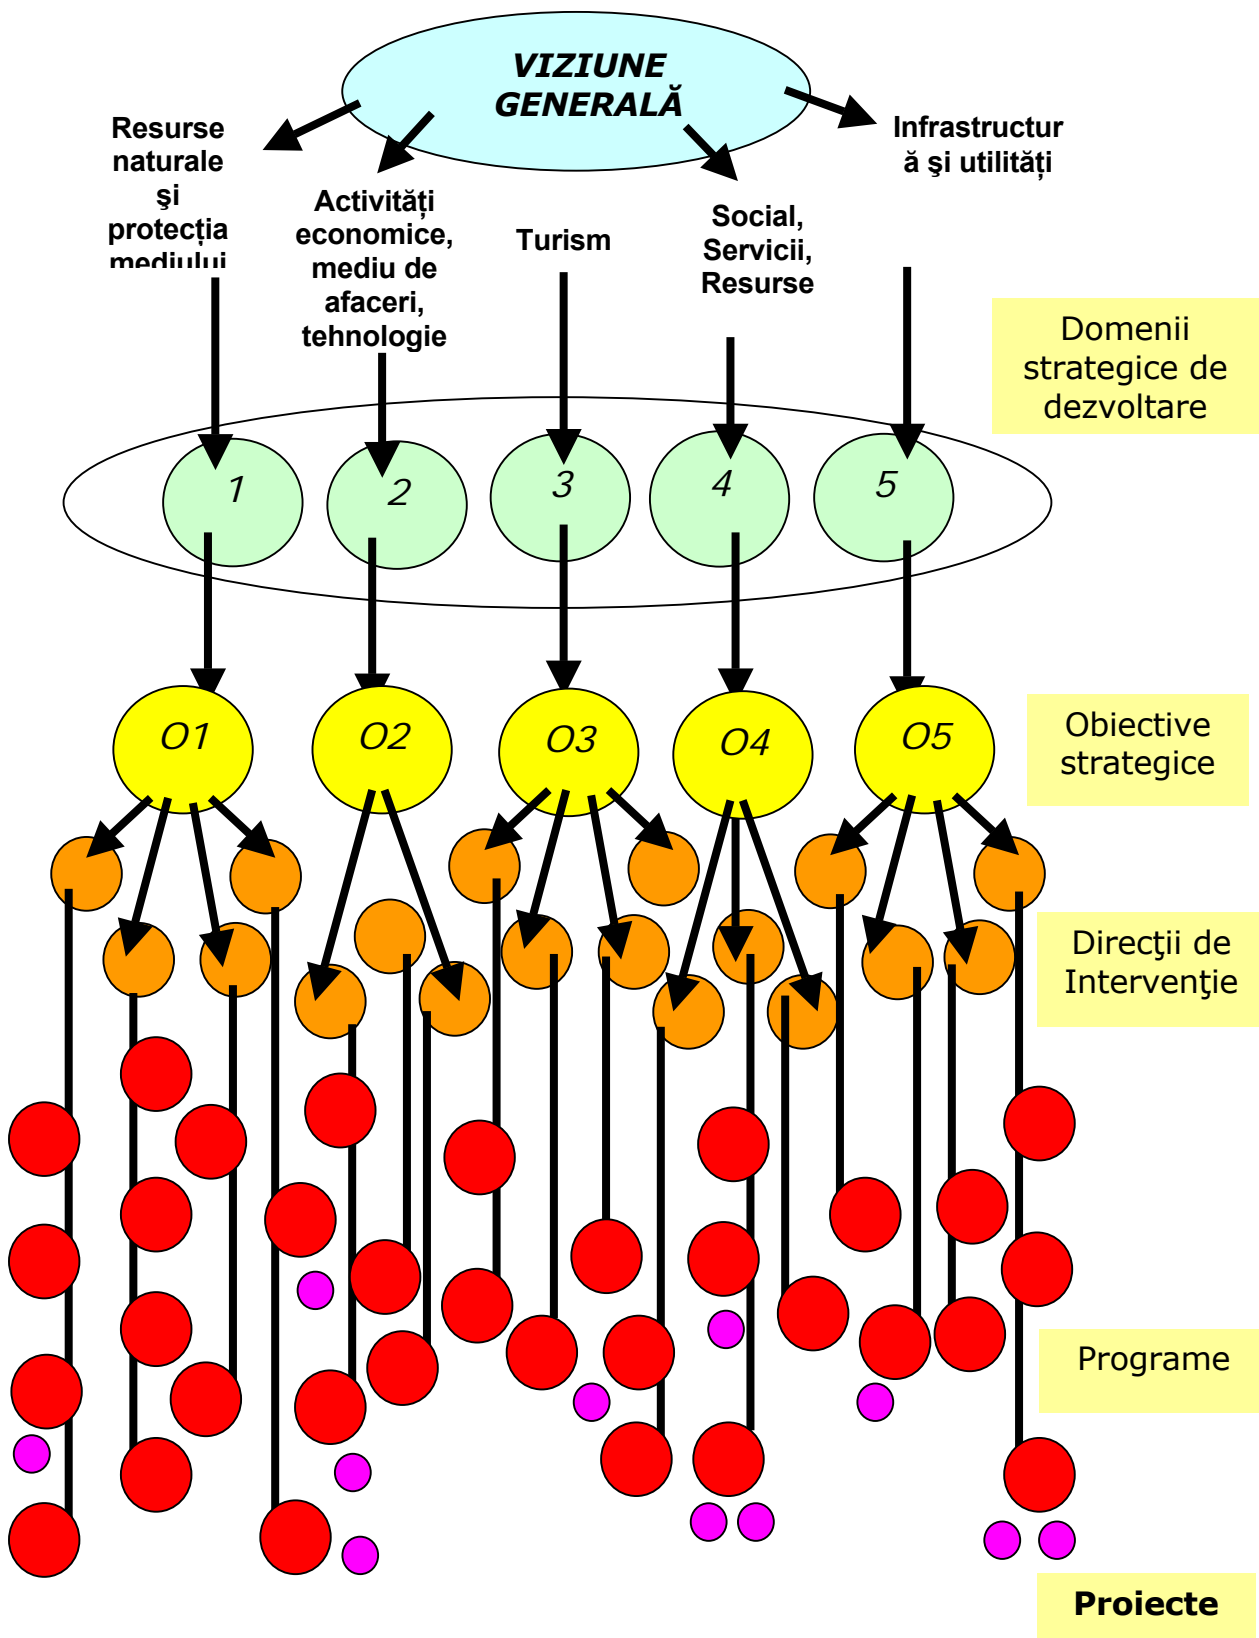 VIZIUNE
GENERALĂ
Resurse
naturale
şi
protecția
mediului
Activități
economice,
mediu de
afaceri,
tehnologie
Turism
Social,
Servicii,
Resurse
Infrastructur
ă şi utilități
Domenii
strategice de
dezvoltare
1
2
3
4
5
O1
O2
O3
O4
O5
Obiective
strategice
Direcţii de
Intervenţie
Programe
Proiecte